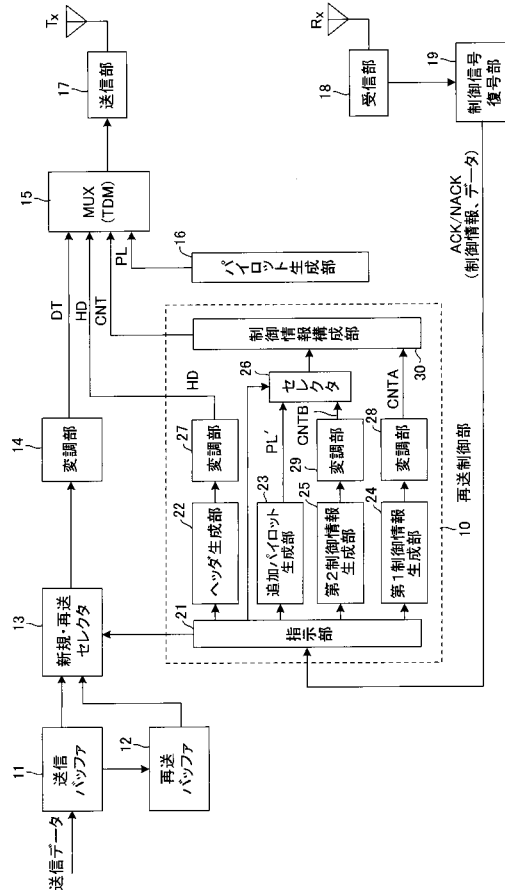 送信データ
11
送信
バッファ
12
再送
バッファ
13
新規・再送
セレクタ
14
変調部
DT
HD
CNT
PL
15
MUX
(TDM)
17
送信部
Tx
16
パイロット生成部
21
指示部
22
ヘッダ生成部
27
変調部
HD
23
追加パイロット
生成部
PL′
26
セレクタ
25
第2制御情報
生成部
29
変調部
CNTB
24
第1制御情報
生成部
28
変調部
CNTA
制御情報構成部
30
10
再送制御部
Rx
18
受信部
19
制御信号
復号部
ACK/NACK
(制御情報、データ)